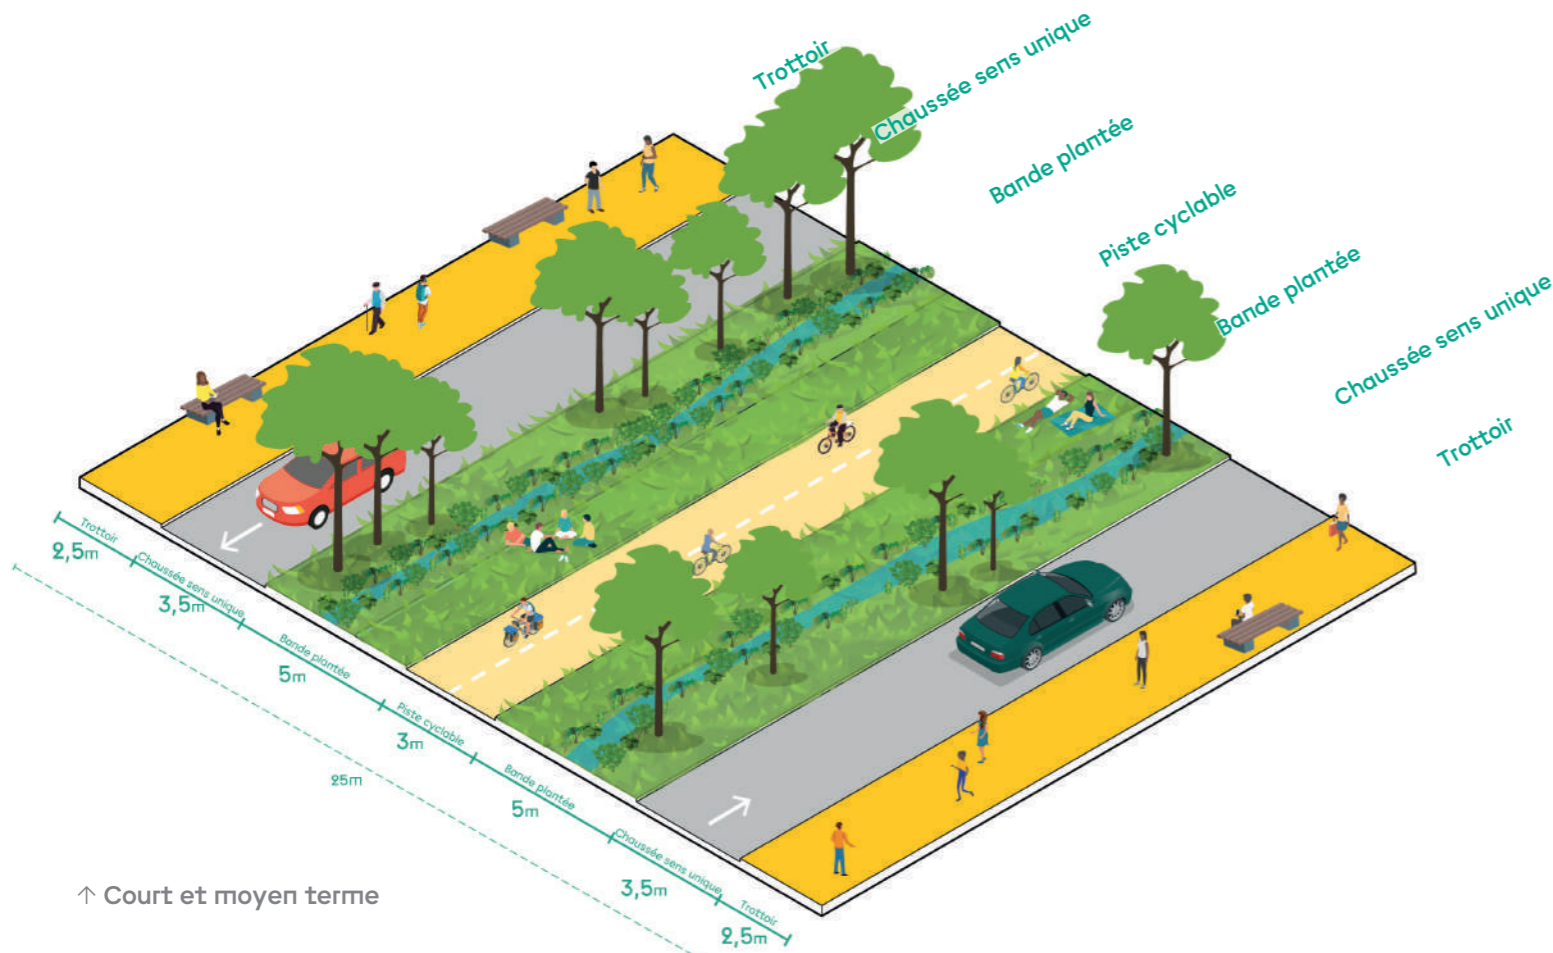 Trottoir
Chaussée sens unique
Bande plantée
Piste cyclable
Bande plantée
Chaussée sens unique
Trottoir
Trottoir
2,5m
Chaussée sens unique
3,5m
Bande plantée
5m
Piste cyclable
3m
Bande plantée
5m
Chaussée sens unique
3,5m
Trottoir
2,5m
25m
↑ Court et moyen terme